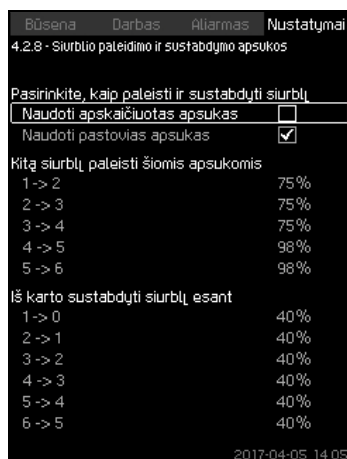 Būsena Darbas Aliarmas Nustatymai
4.2.8 - Siurblio paleidimo ir sustabdymo apsukos
Pasirinkite, kaip paleisti ir sustabdyti siurblį
Naudoti apskaičiuotas apsukas
Naudoti pastovias apsukas
Kitą siurblį paleisti šiomis apsukomis
1 -> 2 75%
2 -> 3 75%
3 -> 4 75%
4 -> 5 98%
5 -> 6 98%
Iš karto sustabdyti siurblį esant
1 -> 0 40%
2 -> 1 40%
3 -> 2 40%
4 -> 3 40%
5 -> 4 40%
6 -> 5 40%
2017-04-05 14:05